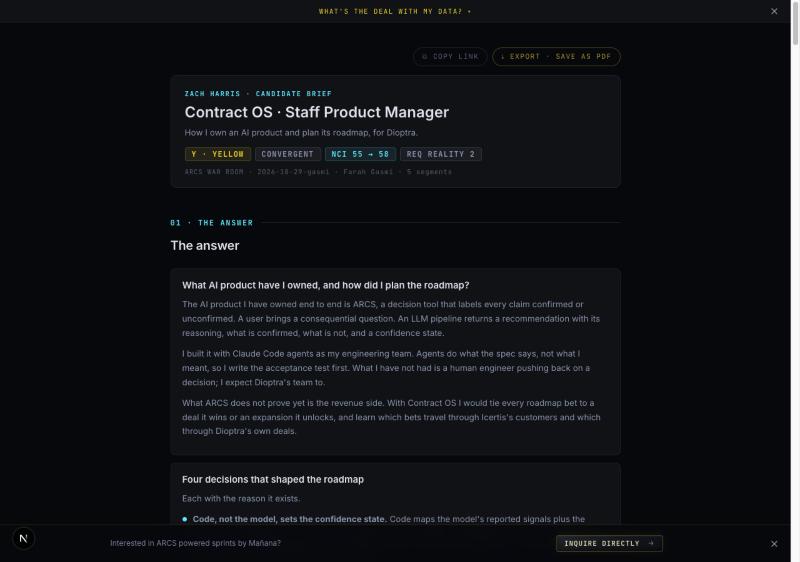 WHAT'S THE DEAL WITH MY DATA?
COPY LINK
↓ EXPORT · SAVE AS PDF
ZACH HARRIS · CANDIDATE BRIEF
Contract OS · Staff Product Manager
How I own an AI product and plan its roadmap, for Dioptra.
Y · YELLOW
CONVERGENT
NCI 55 → 58
REQ REALITY 2
ARCS WAR ROOM · 2026-10-29-gasmi · Farah Gasmi · 5 segments
01 · THE ANSWER
The answer
What AI product have I owned, and how did I plan the roadmap?
The AI product I have owned end to end is ARCS, a decision tool that labels every claim confirmed or
unconfirmed. A user brings a consequential question. An LLM pipeline returns a recommendation with its
reasoning, what is confirmed, what is not, and a confidence state.
I built it with Claude Code agents as my engineering team. Agents do what the spec says, not what I
meant, so I write the acceptance test first. What I have not had is a human engineer pushing back on a
decision; I expect Dioptra's team to.
What ARCS does not prove yet is the revenue side. With Contract OS I would tie every roadmap bet to a
deal it wins or an expansion it unlocks, and learn which bets travel through Icertis's customers and which
through Dioptra's own deals.
Four decisions that shaped the roadmap
Each with the reason it exists.
Code, not the model, sets the confidence state. Code maps the model's reported signals plus the
N
Interested in ARCS powered sprints by Mañana?
INQUIRE DIRECTLY →